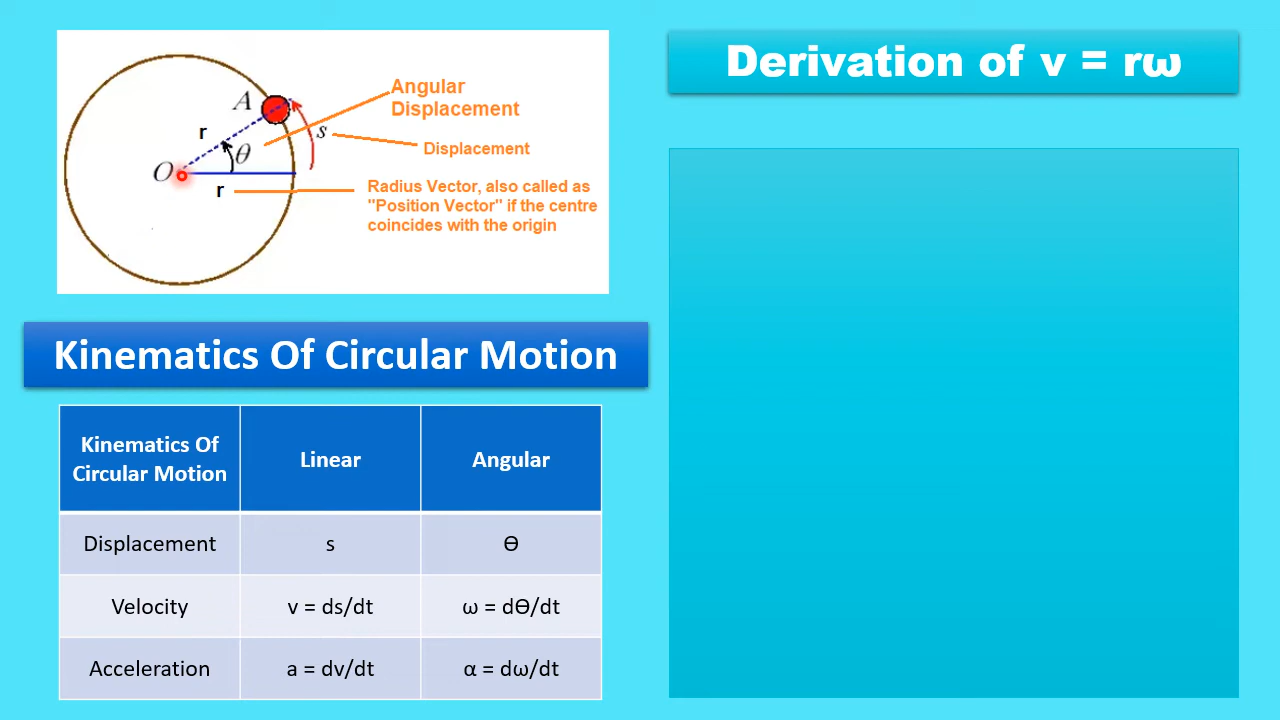 A
Angular
Displacement
r
s
θ
Displacement
O
r
Radius Vector, also called as
"Position Vector" if the centre
coincides with the origin
Kinematics Of Circular Motion
Kinematics Of
Circular Motion
Linear
Angular
Displacement
s
Ө
Velocity
v = ds/dt
ω = dӨ/dt
Acceleration
a = dv/dt
α = dω/dt
Derivation of v = rω